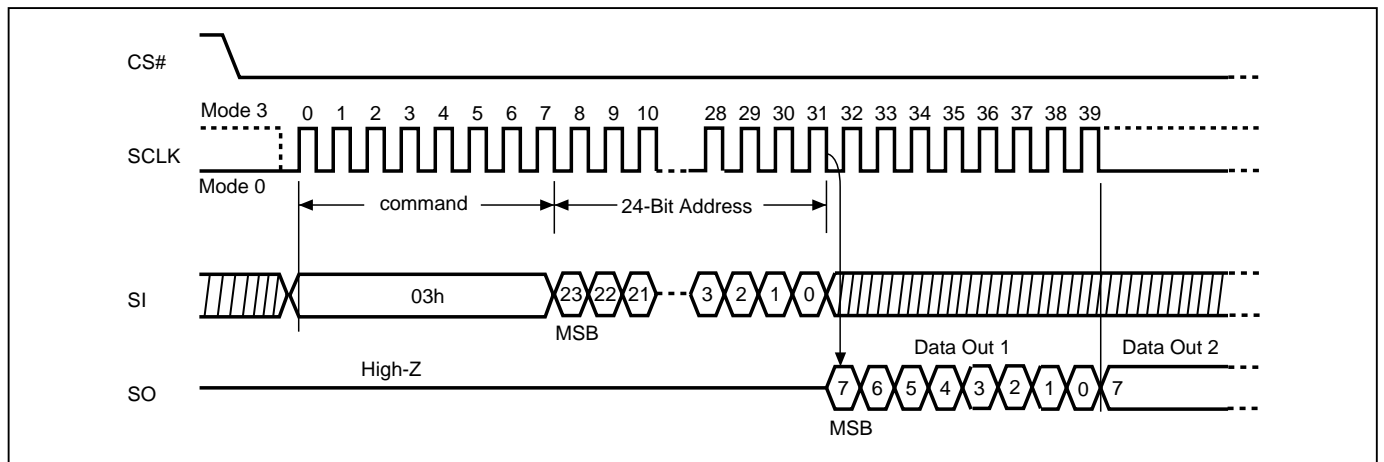 CS#
Mode 3
0 1 2 3 4 5 6 7 8 9 10 28 29 30 31 32 33 34 35 36 37 38 39
SCLK
Mode 0
command
24-Bit Address
SI
03h
23 22 21 3 2 1 0
MSB
Data Out 1
Data Out 2
High-Z
SO
7 6 5 4 3 2 1 0 7
MSB